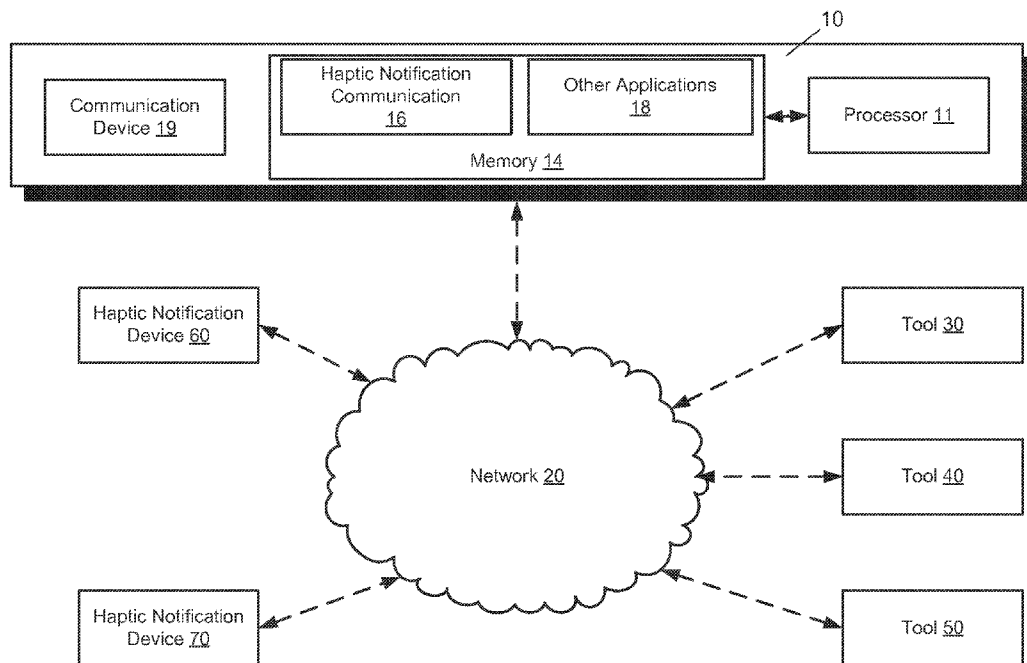 10
Communication
Device 19
Haptic Notification
Communication
16
Other Applications
18
Memory 14
Processor 11
Haptic Notification
Device 60
Tool 30
Network 20
Tool 40
Haptic Notification
Device 70
Tool 50